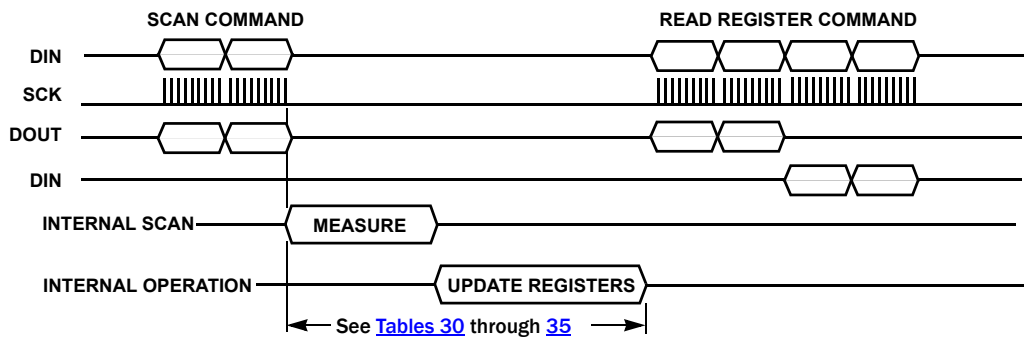 SCAN COMMAND
READ REGISTER COMMAND
DIN
SCK
DOUT
DIN
INTERNAL SCAN
MEASURE
INTERNAL OPERATION
UPDATE REGISTERS
See Tables 30 through 35